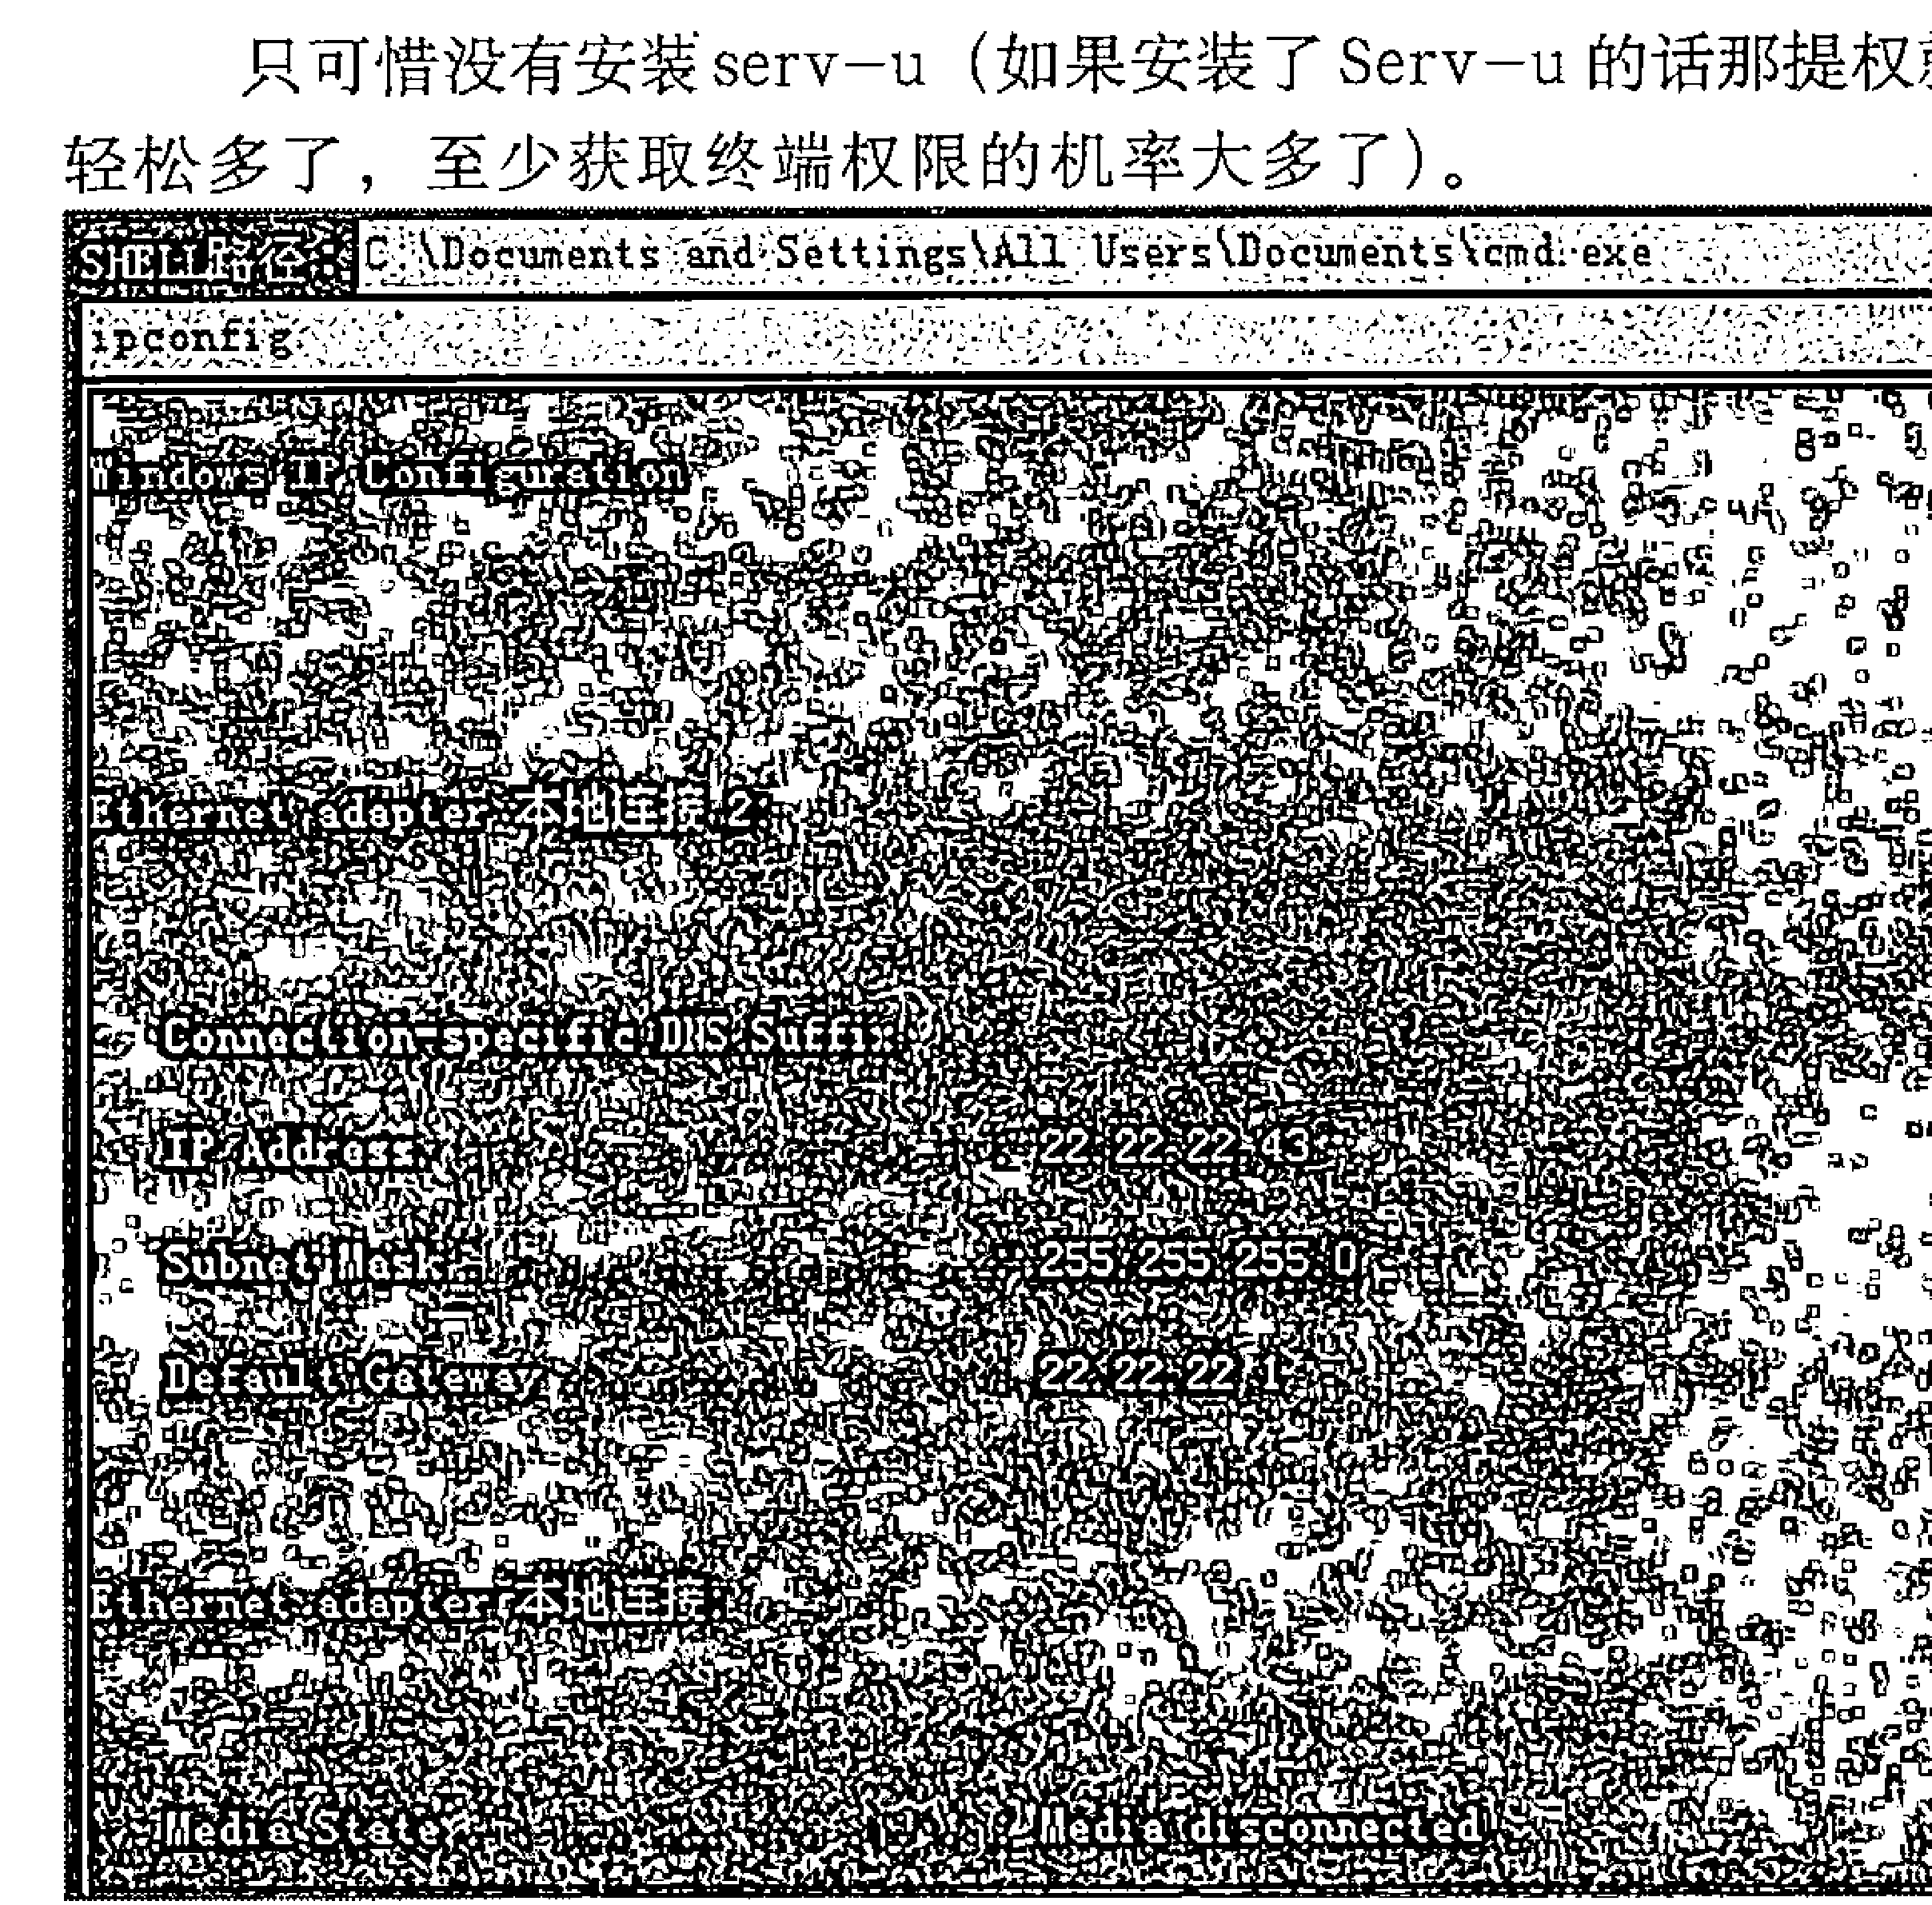 只可惜没有安装serv-u（如果安装了Serv-u的话那提权就
轻松多了，至少获取终端权限的机率大多了）。
SHELL路径: C:\Documents and Settings\All Users\Documents\cmd.exe
ipconfig
Windows IP Configuration
Ethernet adapter 本地连接 2:
Connection-specific DNS Suffix
IP Address 22.22.22.43
Subnet Mask 255.255.255.0
Default Gateway 22.22.22.1
Ethernet adapter 本地连接:
Media State Media disconnected